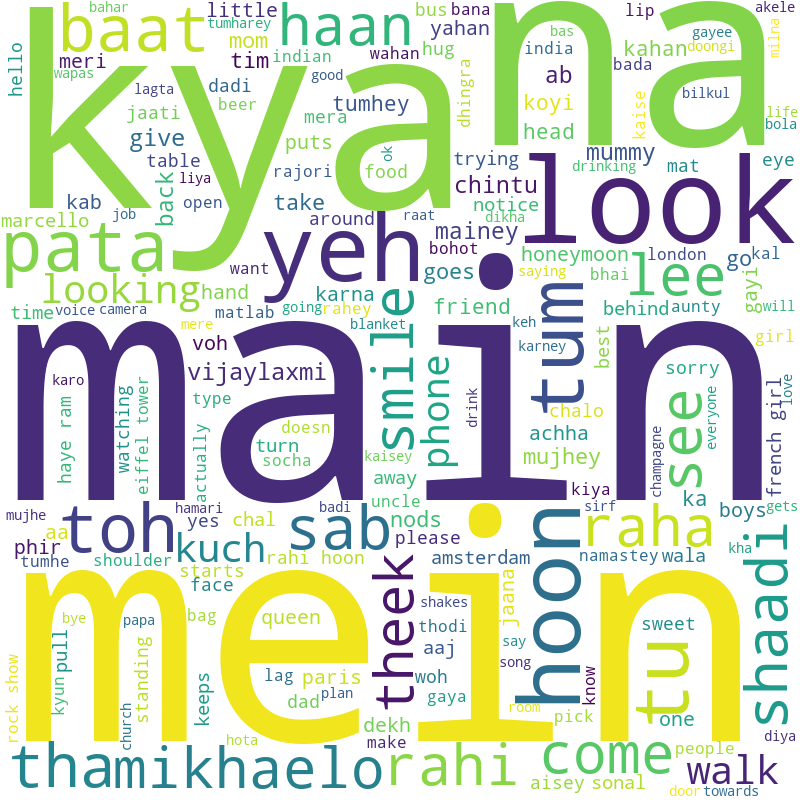 bahar
akele
hello
baat
kyana
haan
little
bus
bana
lip
bas
gayee
milna
tumharey
mom
tim
yahan
hug
india
kahan
doongi
wapas
meri
indian
wahan
bada
lagta
dadi
good
dhingra
ab
bilkul
life
jaati
beer
mera
tumhey
koyi
kaise
bola
give
puts
head
table
ok
food
trying
mummy
drinking
liya
rajori
chintu
mat
eye
kab
back
open
take
notice
look
marcello
job
around
raat
dikha
pata
yeh
mainey
bohot
honeymoon
london
go
kal
want
saying
looking
hand
karna
goes
lee
bhai
gayi
time
voice
camera
matlab
going
rahey
friend
behind
aunty
will
mere
blanket
keh
tum
girl
main
voh
smile
karney
best
karo
vijaylaxmi
phone
sorry
love
haye ram
watching
eiffel tower
type
drink
chalo
see
everyone
french girl
actually
doesn
turn
achha
socha
kaisey
mujhey
away
champagne
mujhe
hamari
badi
uncle
kiya
sirf
ka
boys
gets
aa
toh
yes
chal
sab
nods
hoon
raha
phir
please
tumhe
shoulder
kuch
rahi hoon
amsterdam
namastey
wala
kha
starts
face
theek
jaana
shaadi
mein
bye
papa
bag
queen
shakes
thodi
say
tu
sweet
rock show
kyun
pull
standing
aaj
song
know
keeps
lag
paris
woh
one
plan
dad
gaya
room
pick
church
hota
dekh
make
people
diya
thamikhaelo
rahi
come
walk
aisey
sonal
door
towards